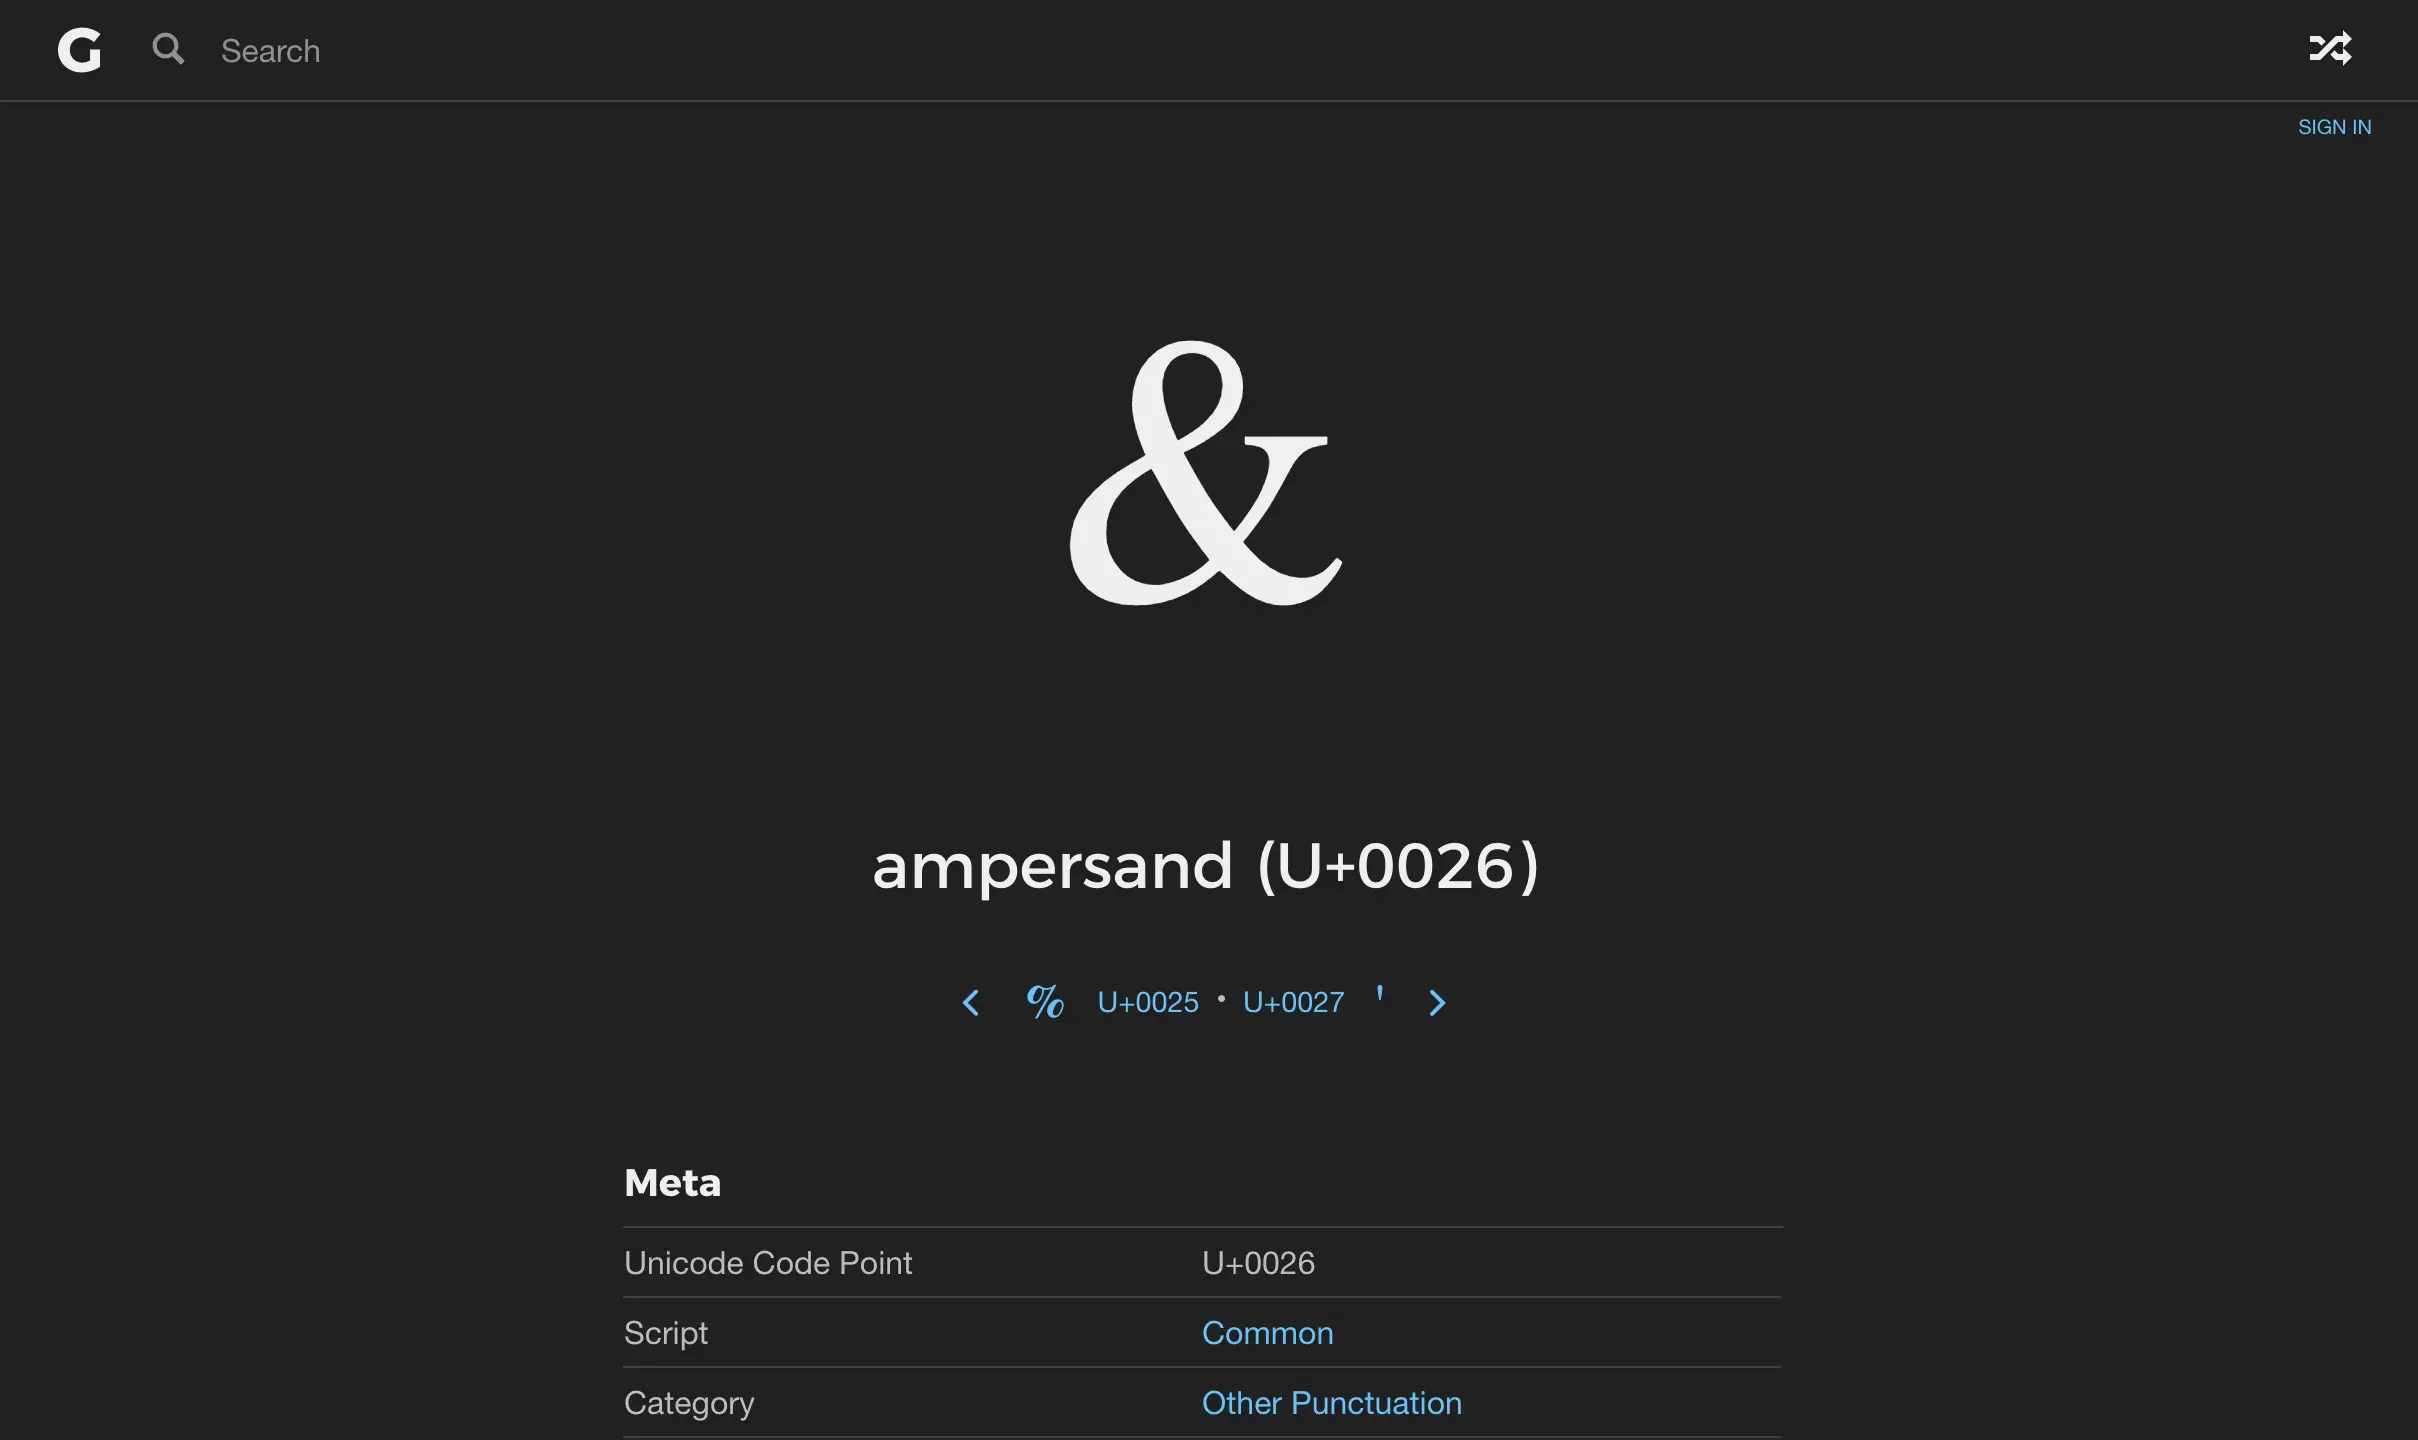 G Search
SIGN IN
&
ampersand (U+0026)
% U+0025 • U+0027 '
Meta
Unicode Code Point U+0026
Script Common
Category Other Punctuation